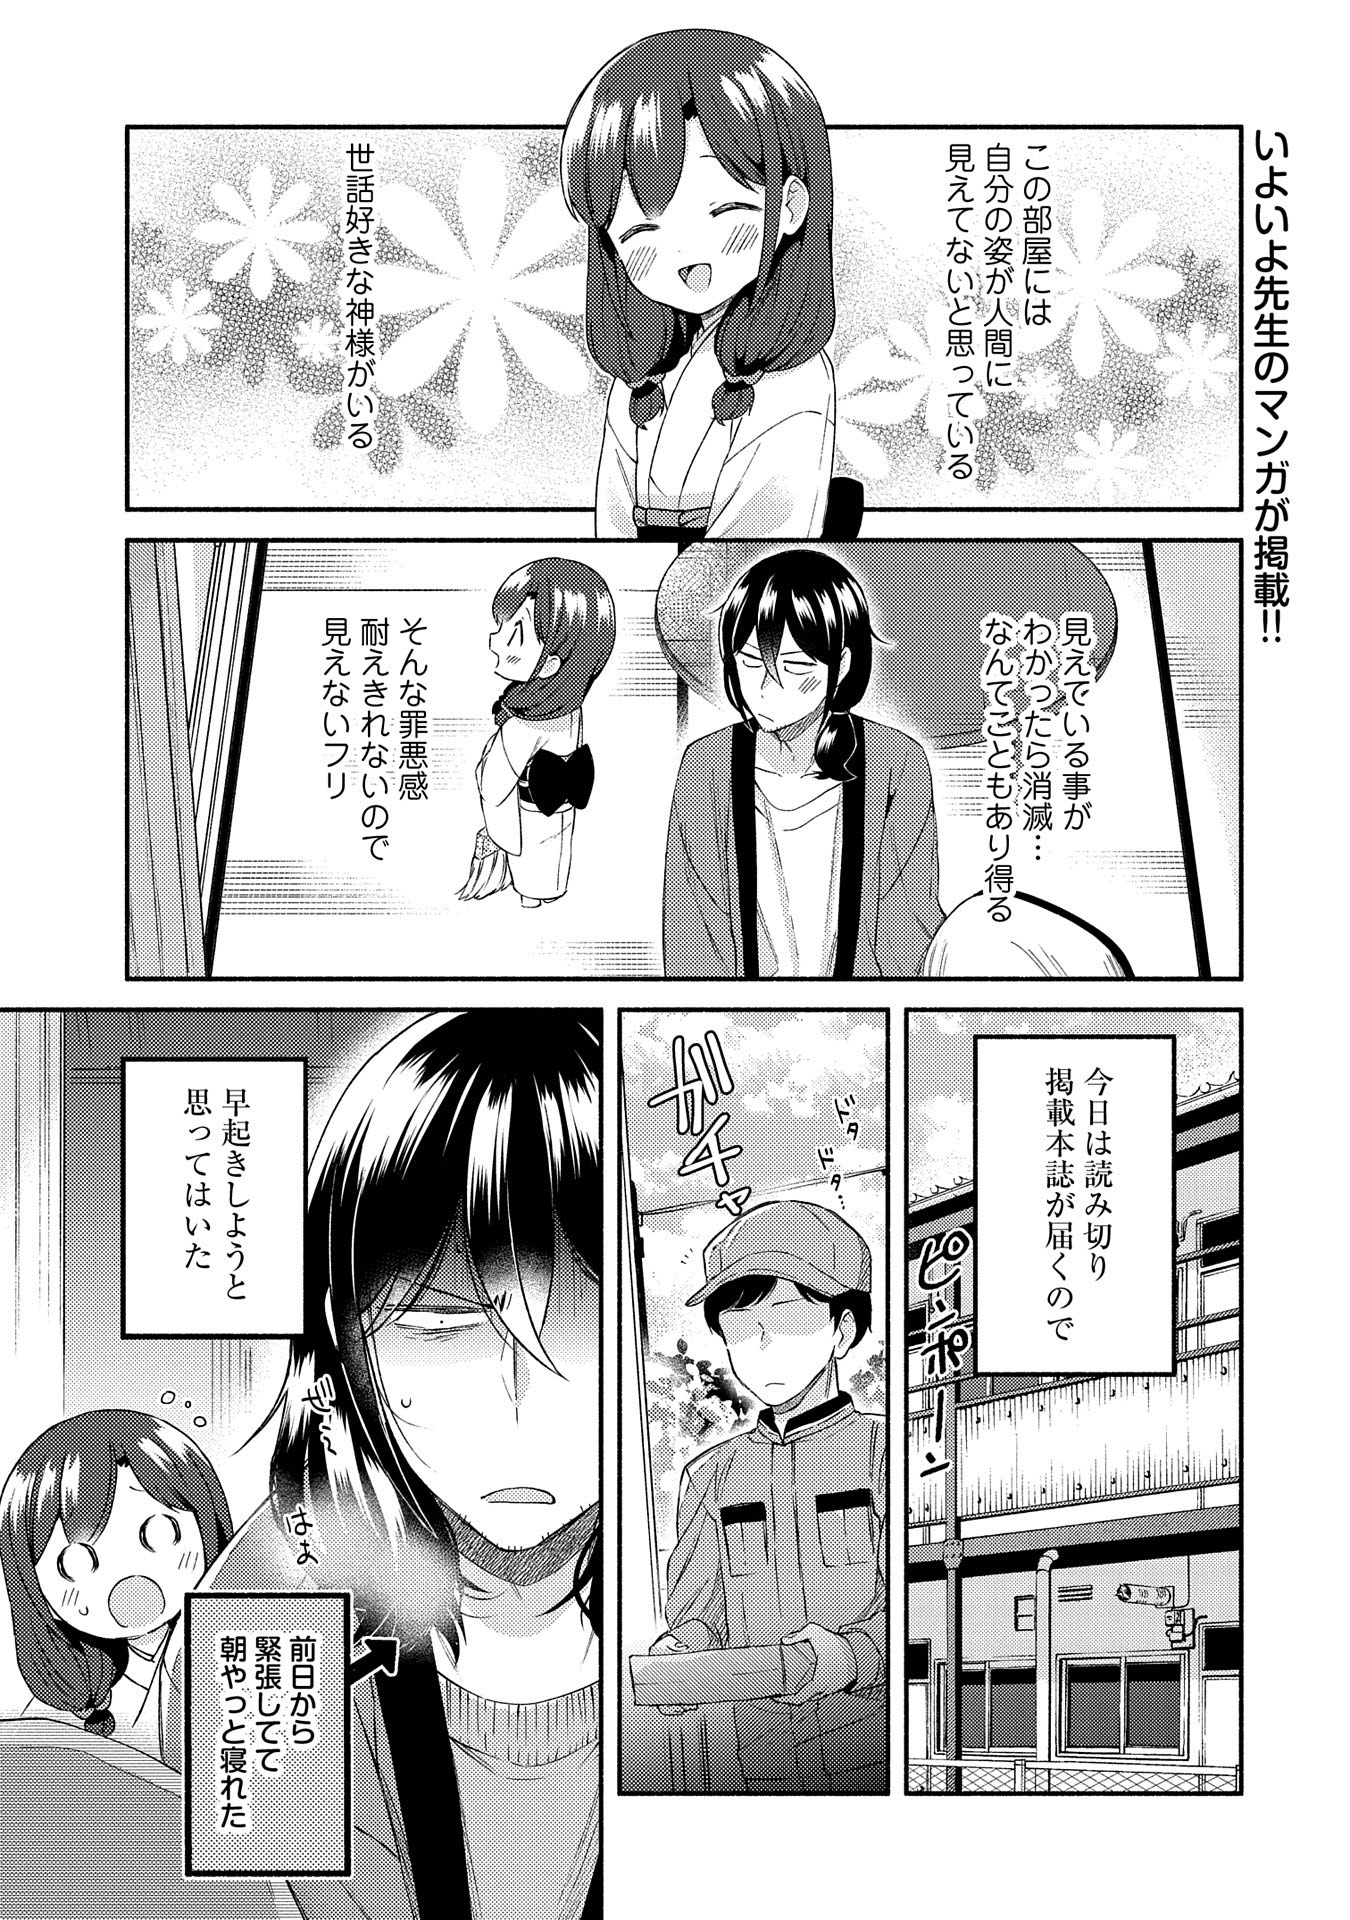 いよいよ先生のマンガが掲載!!
この部屋には
自分の姿が人間に
見えてないと思っている
世話好きな神様がいる
見えている事が
わかったら消滅…
なんてこともあり得る
そんな罪悪感
耐えきれないので
見えないフリ
今日は読み切り
掲載本誌が届くので
ピンポーン
ドタ
ドタ…
ガチャ
早起きしようと
思ってはいた
はぁ
前日から
緊張してて
朝やっと寝れた